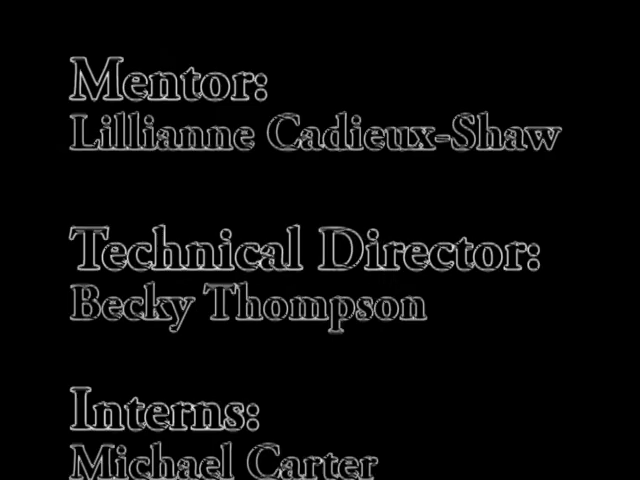 Mentor:
Lillianne Cadieux-Shaw
Technical Director:
Becky Thompson
Interns:
Michael Carter